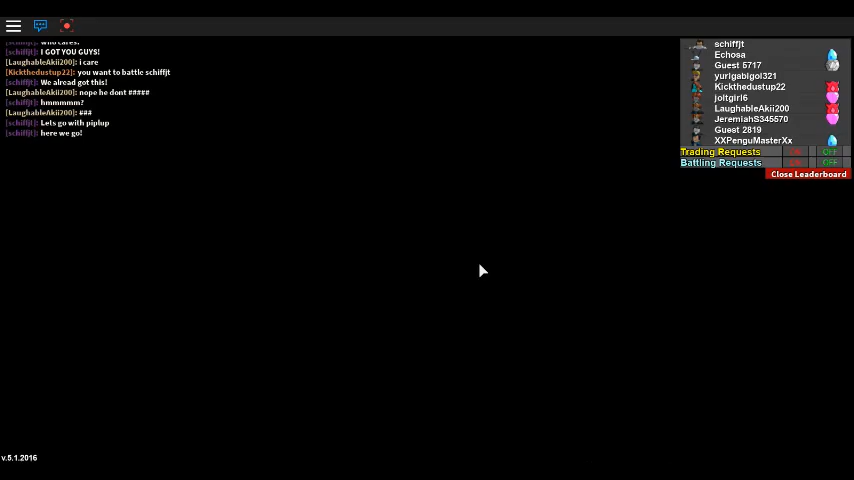 [schiffjt]: who cares.
[schiffjt]: I GOT YOU GUYS!
[LaughableAkii200]: i care
[Kickthedustup22]: you want to battle schiffjt
[schiffjt]: We alread got this!
[LaughableAkii200]: nope he dont #####
[schiffjt]: hmmmmm?
[LaughableAkii200]: ###
[schiffjt]: Lets go with piplup
[schiffjt]: here we go!
schiffjt
Echosa
Guest 5717
yurigabigol321
Kickthedustup22
joltgirl6
LaughableAkii200
JeremiahS345570
Guest 2819
XXPenguMasterXx
Trading Requests ON OFF
Battling Requests ON OFF
Close Leaderboard
v.5.1.2016